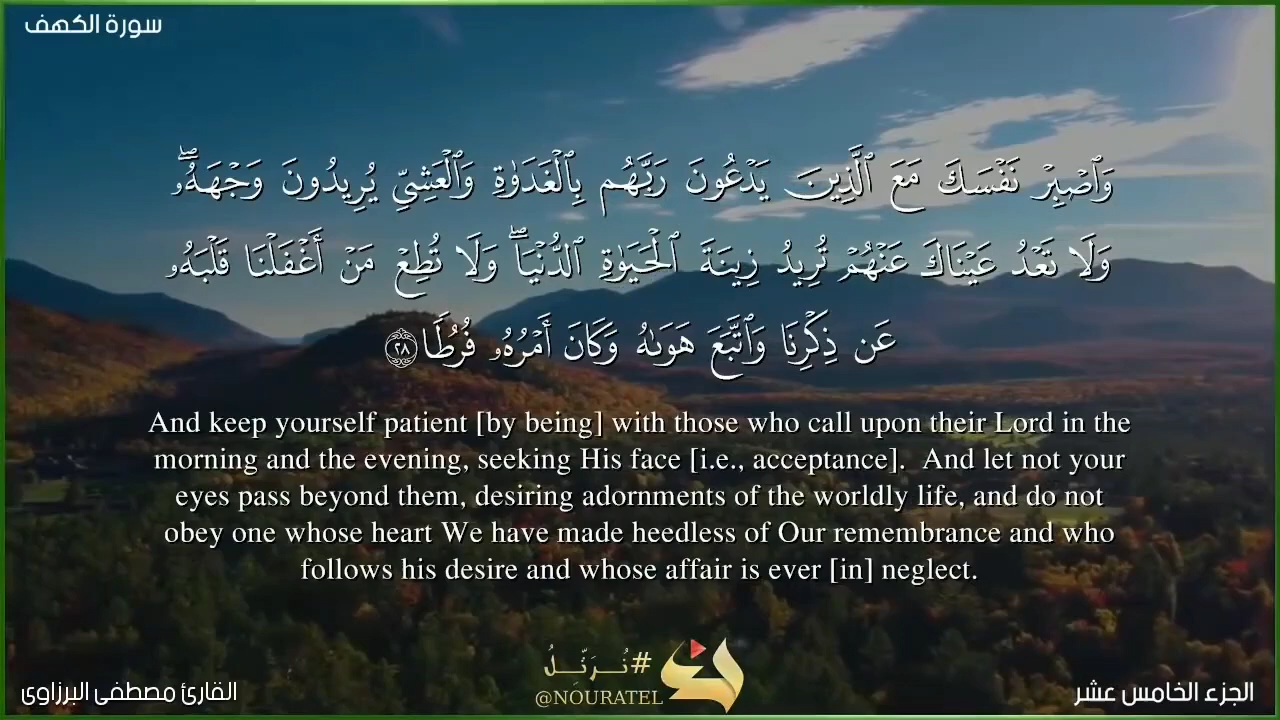 سورة الكهف
وَٱصْبِرْ نَفْسَكَ مَعَ ٱلَّذِينَ يَدْعُونَ رَبَّهُم بِٱلْغَدَوٰةِ وَٱلْعَشِىِّ يُرِيدُونَ وَجْهَهُۥۖ
وَلَا تَعْدُ عَيْنَاكَ عَنْهُمْ تُرِيدُ زِينَةَ ٱلْحَيَوٰةِ ٱلدُّنْيَاۖ وَلَا تُطِعْ مَنْ أَغْفَلْنَا قَلْبَهُۥ
عَن ذِكْرِنَا وَٱتَّبَعَ هَوَىٰهُ وَكَانَ أَمْرُهُۥ فُرُطًا ٢٨
And keep yourself patient [by being] with those who call upon their Lord in the
morning and the evening, seeking His face [i.e., acceptance].  And let not your
eyes pass beyond them, desiring adornments of the worldly life, and do not
obey one whose heart We have made heedless of Our remembrance and who
follows his desire and whose affair is ever [in] neglect.
#نُرَتِّلُ
@NOURATEL
الجزء الخامس عشر
القارئ مصطفى البرزاوى